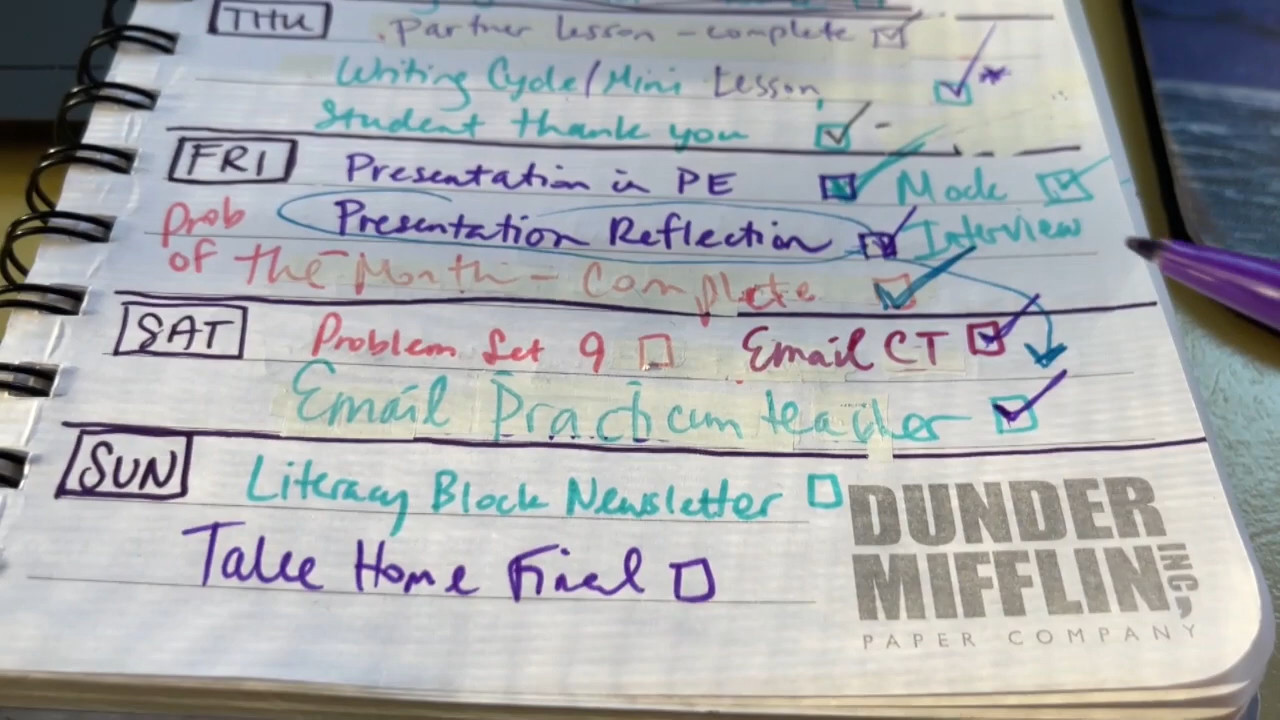 THU Partner Lesson - complete
Writing Cycle/Mini Lesson
Student thank you
FRI Presentation in PE Mock
Prob Presentation Reflection Interview
of the Month - Complete
SAT Problem Set 9 Email CT
Email Practicum teacher
SUN Literacy Block Newsletter
Take Home Final
DUNDER
MIFFLIN INC.
PAPER COMPANY